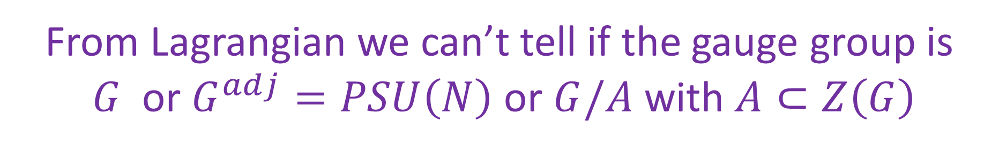 From Lagrangian we can’t tell if the gauge group is
G or G^{adj} = PSU(N) or G/A with A ⊂ Z(G)